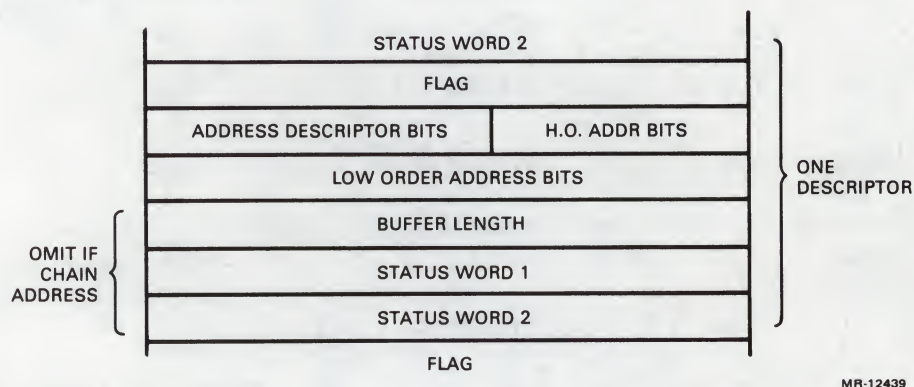 STATUS WORD 2
FLAG
ADDRESS DESCRIPTOR BITS
H.O. ADDR BITS
LOW ORDER ADDRESS BITS
BUFFER LENGTH
STATUS WORD 1
STATUS WORD 2
FLAG
ONE
DESCRIPTOR
OMIT IF
CHAIN
ADDRESS
MR-12439